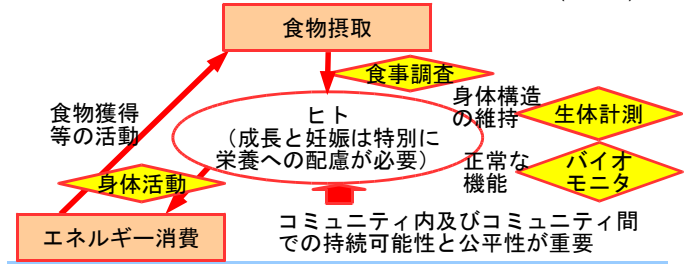 食物摂取
食事調査
身体構造
の維持
生体計測
食物獲得
等の活動
ヒト
（成長と妊娠は特別に
栄養への配慮が必要）
正常な
機能
バイオ
モニタ
身体活動
エネルギー消費
コミュニティ内及びコミュニティ間
での持続可能性と公平性が重要